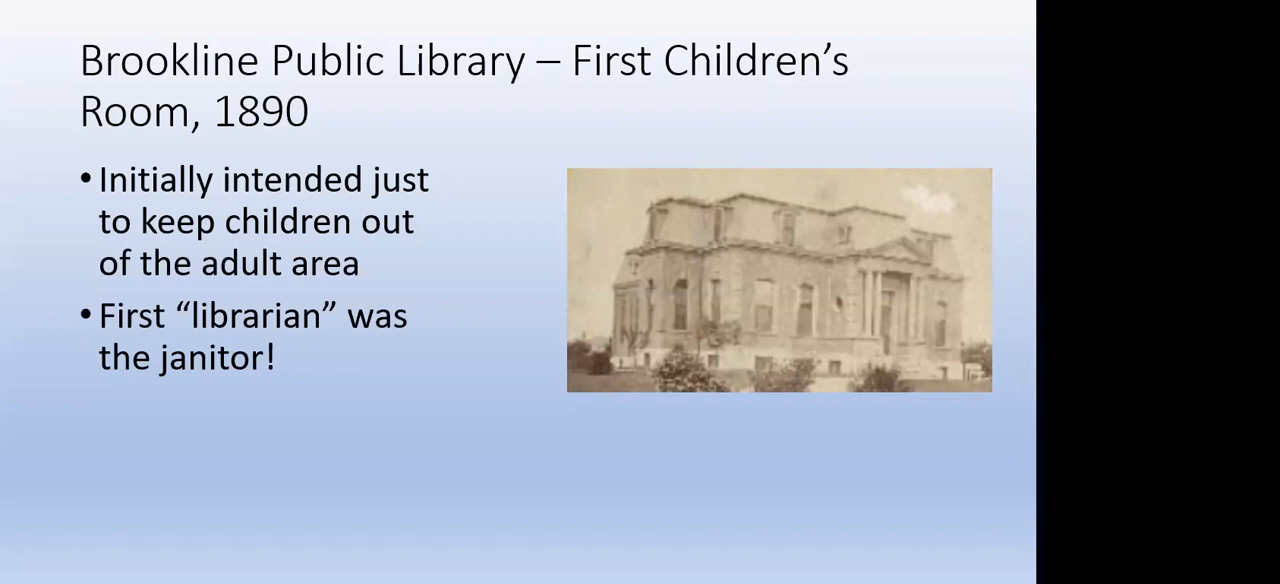 Brookline Public Library – First Children’s
Room, 1890
• Initially intended just
to keep children out
of the adult area
• First “librarian” was
the janitor!